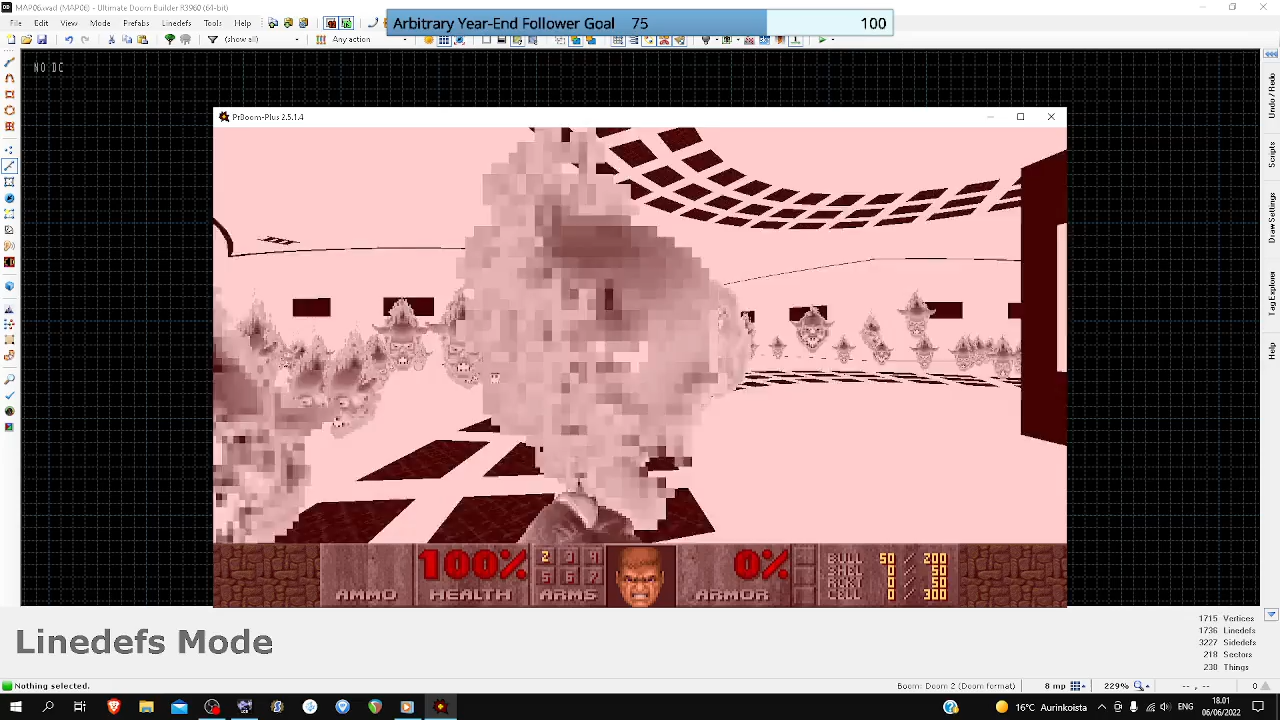 MAP06.wad (MAP06) - Ultimate Doom Builder R3960 (64-bit)
Arbitrary Year-End Follower Goal 75 100
File Edit View Mode Prefabs Tools Help
(show all)
Any action
NO DC
PrBoom-Plus 2.5.1.4
Undo / Redo
Scripts
Draw Settings
Tag Explorer
Help
100% 2 3 4 0% BULL 50 / 200
SHEL 0 / 50
5 6 7 RCKT 0 / 50
AMMO HEALTH ARMS ARMOR CELL 0 / 300
Linedefs Mode
1715 Vertices
1736 Linedefs
3227 Sidedefs
218 Sectors
230 Things
Nothing selected.
Boom: Doom 2 (Doom format) 8 mp 229% -- , -- 0
16°C Aurinkoista
18.01
06/06/2022